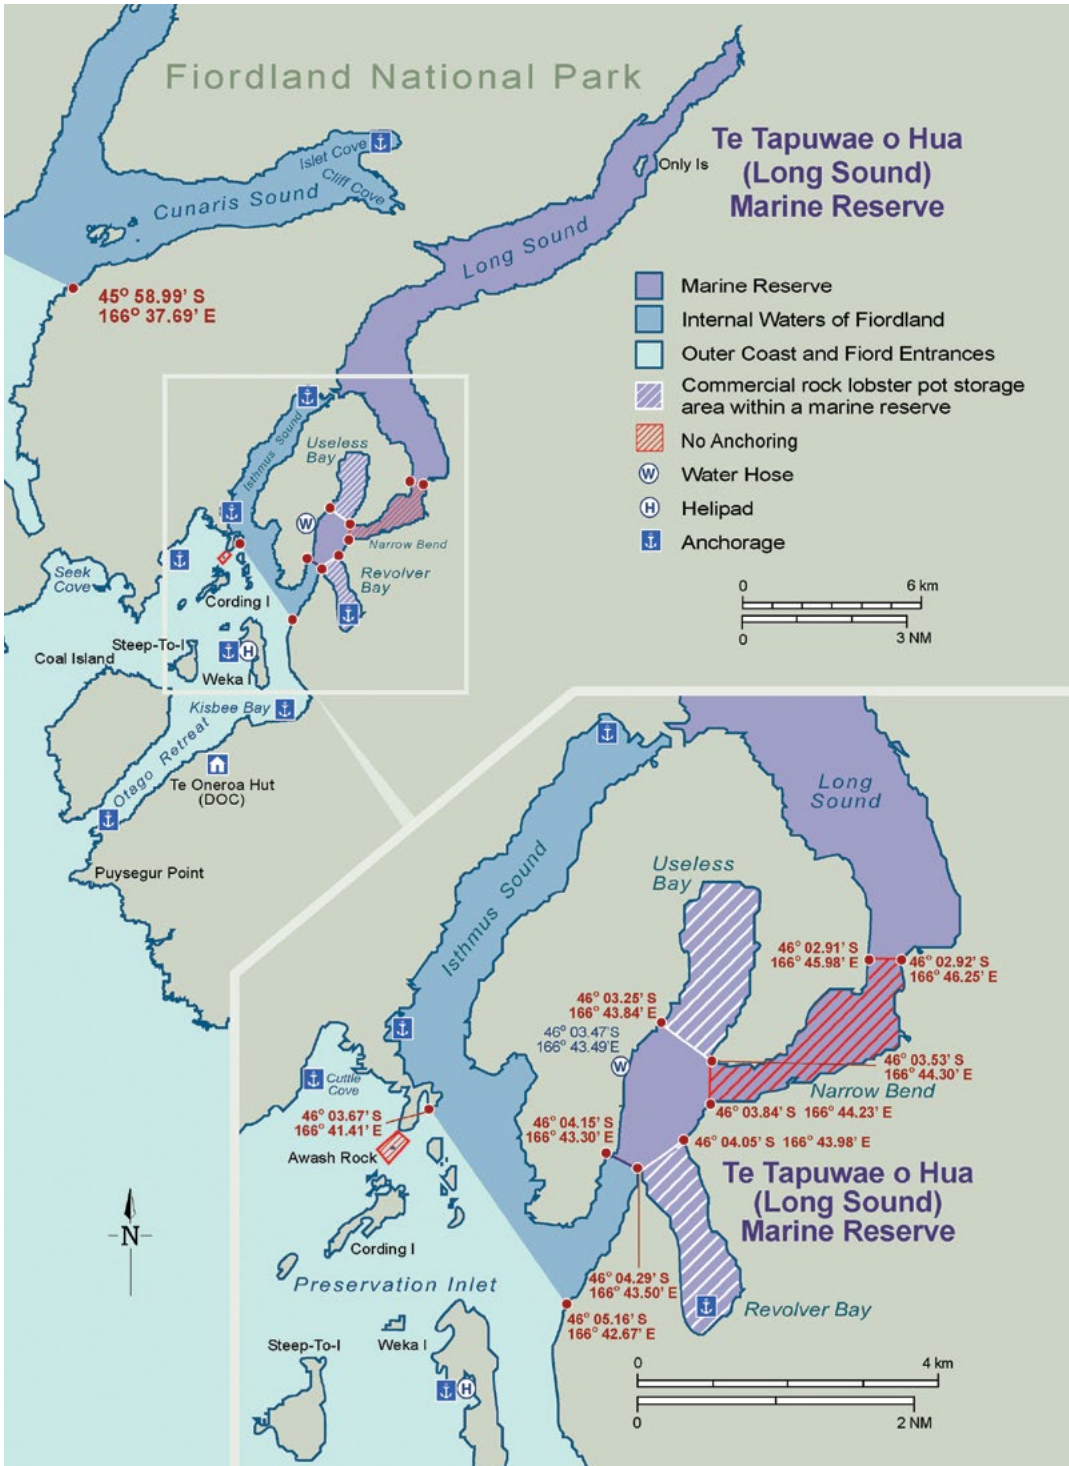 Fiordland National Park
Te Tapuwae o Hua
(Long Sound)
Marine Reserve
Islet Cove
Cliff Cove
Cunaris Sound
Only Is
Long Sound
45° 58.99' S
166° 37.69' E
Marine Reserve
Internal Waters of Fiordland
Outer Coast and Fiord Entrances
Commercial rock lobster pot storage
area within a marine reserve
No Anchoring
W Water Hose
H Helipad
Anchorage
0 6 km
0 3 NM
Isthmus Sound
Useless
Bay
W
Narrow Bend
Revolver
Bay
Seek
Cove
Cording I
Steep-To-I
Coal Island
H
Weka I
Kisbee Bay
Otago Retreat
Te Oneroa Hut
(DOC)
Puysegur Point
Long
Sound
Useless
Bay
Isthmus Sound
46° 02.91' S
166° 45.98' E
46° 02.92' S
166° 46.25' E
46° 03.25' S
166° 43.84' E
46° 03.47'S
166° 43.49'E
W
46° 03.53' S
166° 44.30' E
Narrow Bend
Cuttle
Cove
46° 03.84' S 166° 44.23' E
46° 03.67' S
166° 41.41' E
46° 04.15' S
166° 43.30' E
46° 04.05' S 166° 43.98' E
Awash Rock
Te Tapuwae o Hua
(Long Sound)
Marine Reserve
N
Cording I
Preservation Inlet
46° 04.29' S
166° 43.50' E
46° 05.16' S
166° 42.67' E
Revolver Bay
Steep-To-I
Weka I
H
0 4 km
0 2 NM